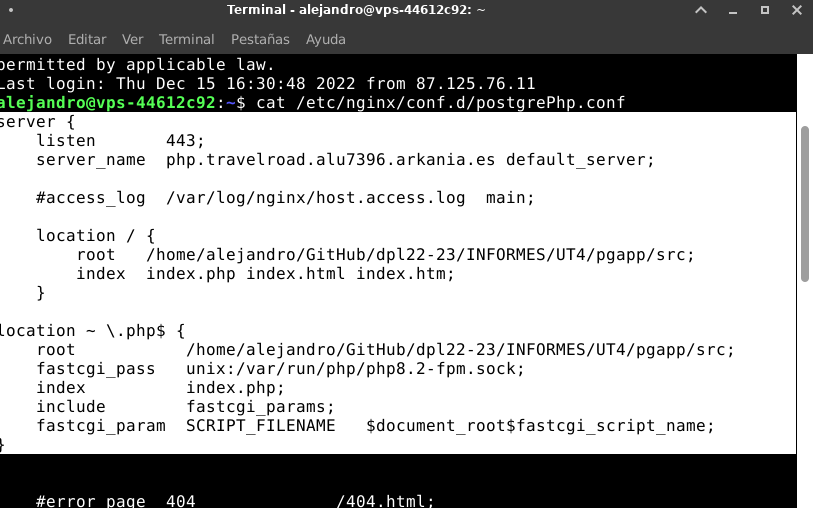 Terminal - alejandro@vps-44612c92: ~
Archivo Editar Ver Terminal Pestañas Ayuda
permitted by applicable law.
Last login: Thu Dec 15 16:30:48 2022 from 87.125.76.11
alejandro@vps-44612c92:~$ cat /etc/nginx/conf.d/postgrePhp.conf
server {
    listen       443;
    server_name  php.travelroad.alu7396.arkania.es default_server;
    #access_log  /var/log/nginx/host.access.log  main;
    location / {
        root   /home/alejandro/GitHub/dpl22-23/INFORMES/UT4/pgapp/src;
        index  index.php index.html index.htm;
    }
location ~ \.php$ {
    root           /home/alejandro/GitHub/dpl22-23/INFORMES/UT4/pgapp/src;
    fastcgi_pass   unix:/var/run/php/php8.2-fpm.sock;
    index          index.php;
    include        fastcgi_params;
    fastcgi_param  SCRIPT_FILENAME   $document_root$fastcgi_script_name;
}
    #error_page  404              /404.html;